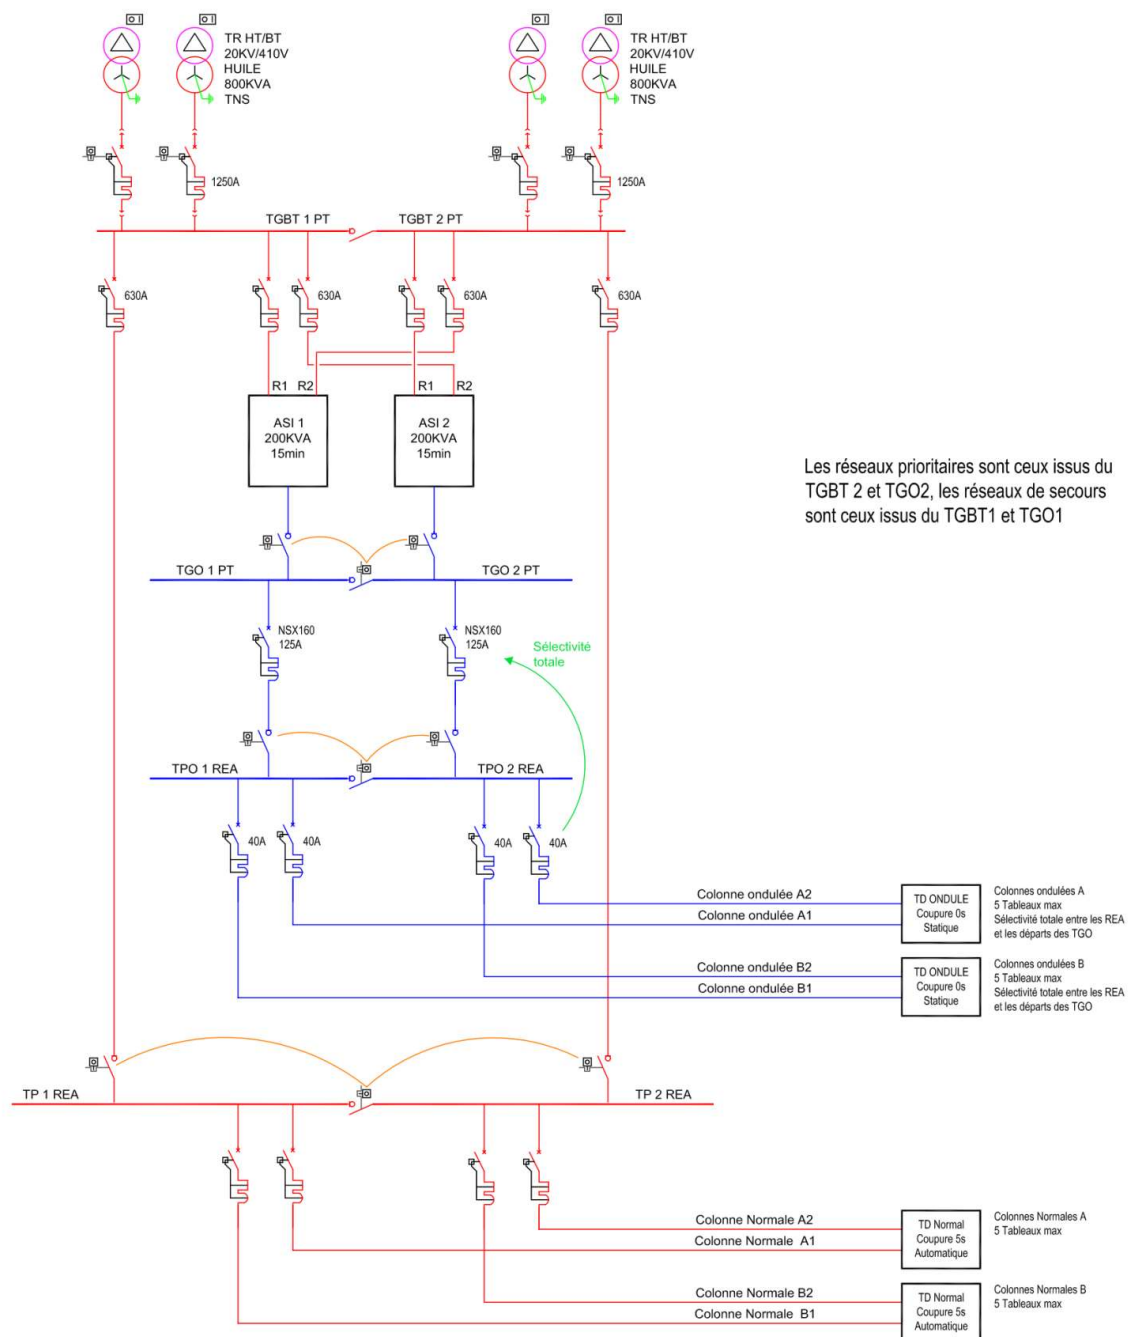 TR HT/BT
20KV/410V
HUILE
800KVA
TNS
TR HT/BT
20KV/410V
HUILE
800KVA
TNS
1250A
1250A
TGBT 1 PT
TGBT 2 PT
630A
630A
630A
630A
R1 R2
R1 R2
ASI 1
200KVA
15min
ASI 2
200KVA
15min
Les réseaux prioritaires sont ceux issus du
TGBT 2 et TGO2, les réseaux de secours
sont ceux issus du TGBT1 et TGO1
TGO 1 PT
TGO 2 PT
NSX160
125A
NSX160
125A
Sélectivité
totale
TPO 1 REA
TPO 2 REA
40A
40A
40A
40A
Colonne ondulée A2
Colonne ondulée A1
TD ONDULE
Coupure 0s
Statique
Colonnes ondulées A
5 Tableaux max
Sélectivité totale entre les REA
et les départs des TGO
Colonne ondulée B2
Colonne ondulée B1
TD ONDULE
Coupure 0s
Statique
Colonnes ondulées B
5 Tableaux max
Sélectivité totale entre les REA
et les départs des TGO
TP 1 REA
TP 2 REA
Colonne Normale A2
Colonne Normale A1
TD Normal
Coupure 5s
Automatique
Colonnes Normales A
5 Tableaux max
Colonne Normale B2
Colonne Normale B1
TD Normal
Coupure 5s
Automatique
Colonnes Normales B
5 Tableaux max